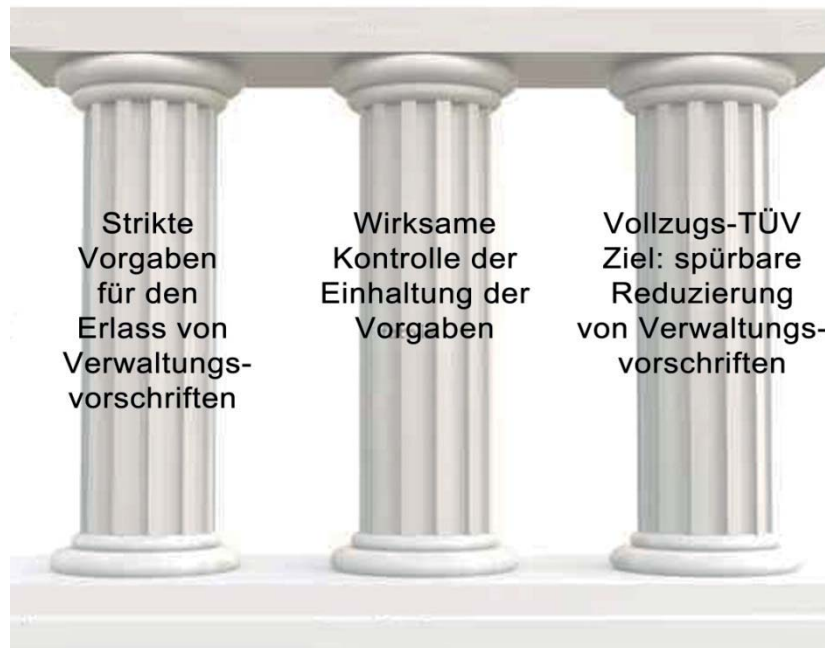 Strikte
Vorgaben
für den
Erlass von
Verwaltungs-
vorschriften
Wirksame
Kontrolle der
Einhaltung der
Vorgaben
Vollzugs-TÜV
Ziel: spürbare
Reduzierung
von Verwaltungs-
vorschriften